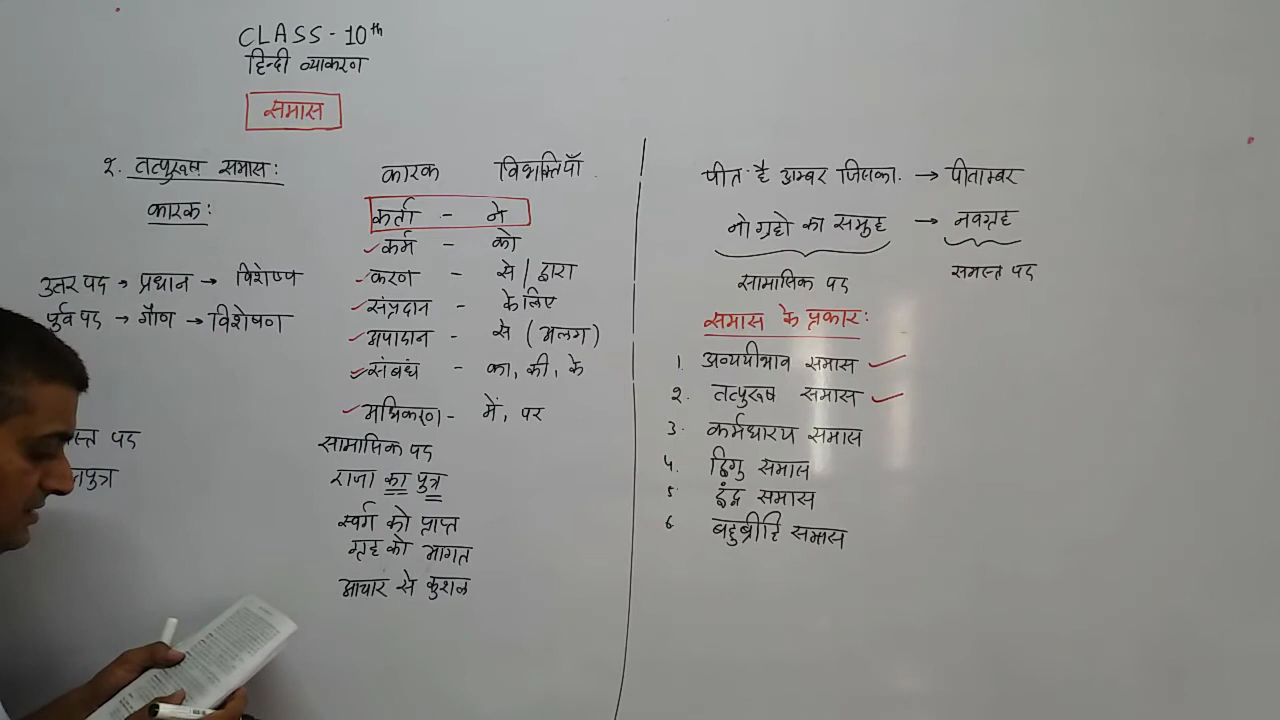 CLASS - 10th
हिन्दी व्याकरण
समास
२. तत्पुरूष समास:
कारक:
उत्तर पद → प्रधान → विशेष्य
पुर्व पद → गौण → विशेषण
स्त पद
पुत्र
कारक विभक्तियाँ
कर्ता - ने
कर्म - को
करण - से / द्वारा
संप्रदान - के लिए
अपादान - से ( अलग )
संबंध - का, की, के
अधिकरण - में, पर
सामासिक पद
राजा का पुत्र
स्वर्ग को प्राप्त
गृह को आगत
आचार से कुशल
पीत है अम्बर जिसका → पीताम्बर
नो ग्रहो का समुह → नवग्रह
सामासिक पद समस्त पद
समास के प्रकार:
1. अव्ययीभाव समास
२. तत्पुरूष समास
3. कर्मधारय समास
4. द्विगु समास
5 द्वंद्व समास
6 बहुब्रीहि समास